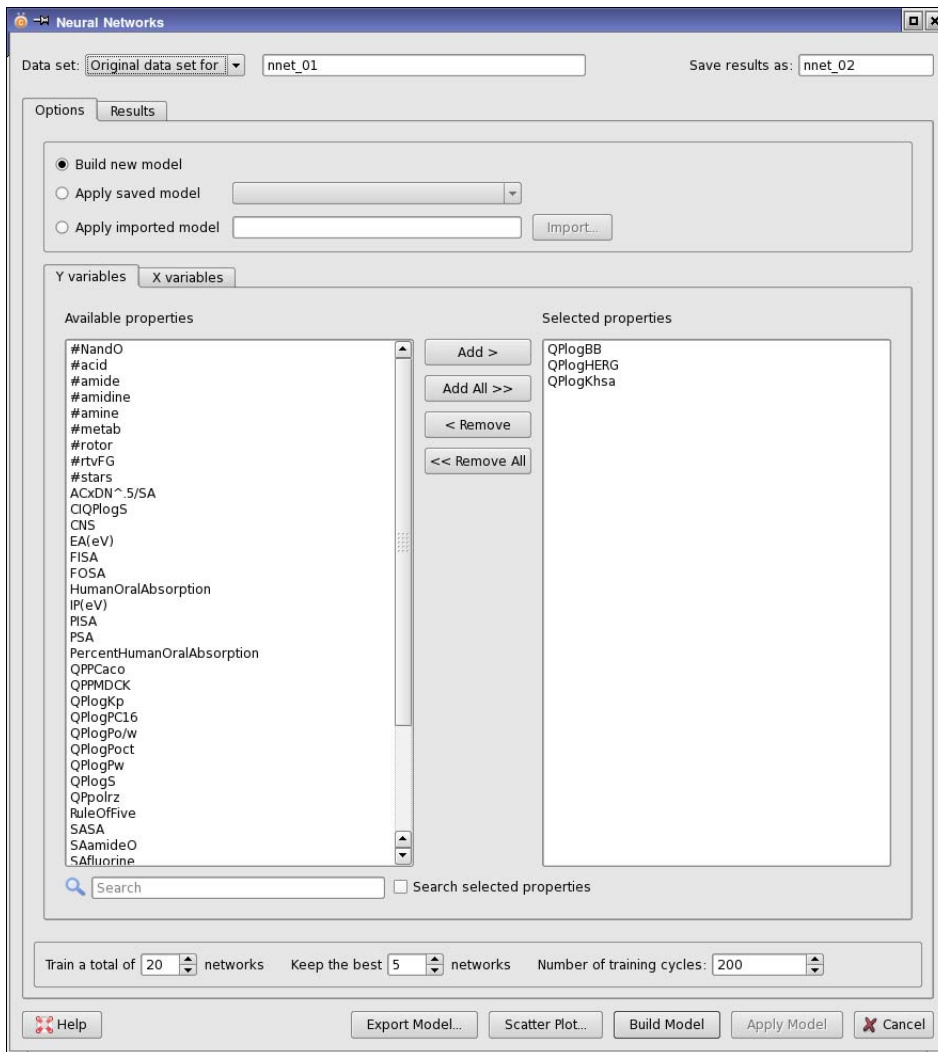 Neural Networks
Data set: Original data set for nnet_01 Save results as: nnet_02
Options Results
Build new model
Apply saved model
Apply imported model Import...
Y variables X variables
Available properties Selected properties
#NandO
#acid
#amide
#amidine
#amine
#metab
#rotor
#rtvFG
#stars
ACxDN^.5/SA
CIQPlogS
CNS
EA(eV)
FISA
FOSA
HumanOralAbsorption
IP(eV)
PISA
PSA
PercentHumanOralAbsorption
QPPCaco
QPPMDCK
QPlogKp
QPlogPC16
QPlogPo/w
QPlogPoct
QPlogPw
QPlogS
QPpolrz
RuleOfFive
SASA
SAamideO
SAfluorine
Add >
Add All >>
< Remove
<< Remove All
QPlogBB
QPlogHERG
QPlogKhsa
Search Search selected properties
Train a total of 20 networks Keep the best 5 networks Number of training cycles: 200
Help Export Model... Scatter Plot... Build Model Apply Model Cancel